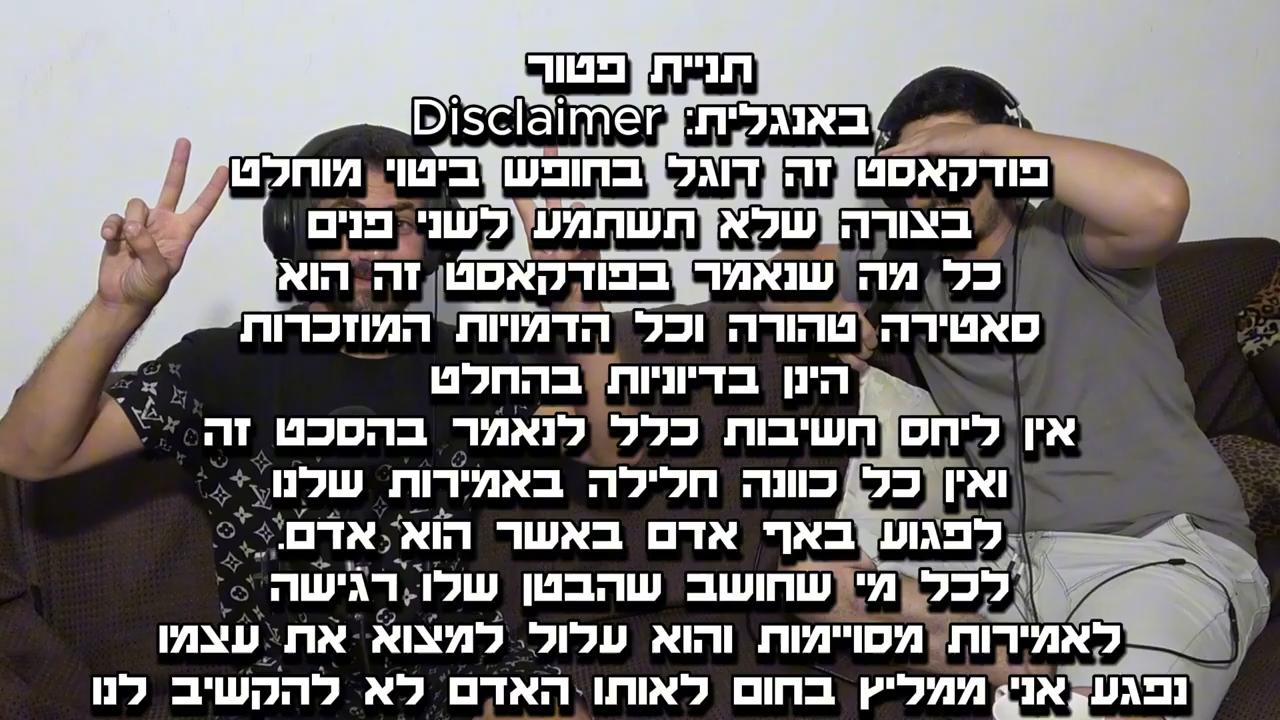 תניית פטור
באנגלית: Disclaimer
פודקאסט זה דוגל בחופש ביטוי מוחלט
בצורה שלא תשתמע לשני פנים
כל מה שנאמר בפודקאסט זה הוא
סאטירה טהורה וכל הדמויות המוזכרות
הינן בדיוניות בהחלט
אין ליחס חשיבות כלל לנאמר בהסכט זה
ואין כל כוונה חלילה באמירות שלנו
לפגוע באף אדם באשר הוא אדם.
לכל מי שחושב שהבטן שלו רגישה
לאמירות מסויימות והוא עלול למצוא את עצמו
נפגע אני ממליץ בחום לאותו האדם לא להקשיב לנו